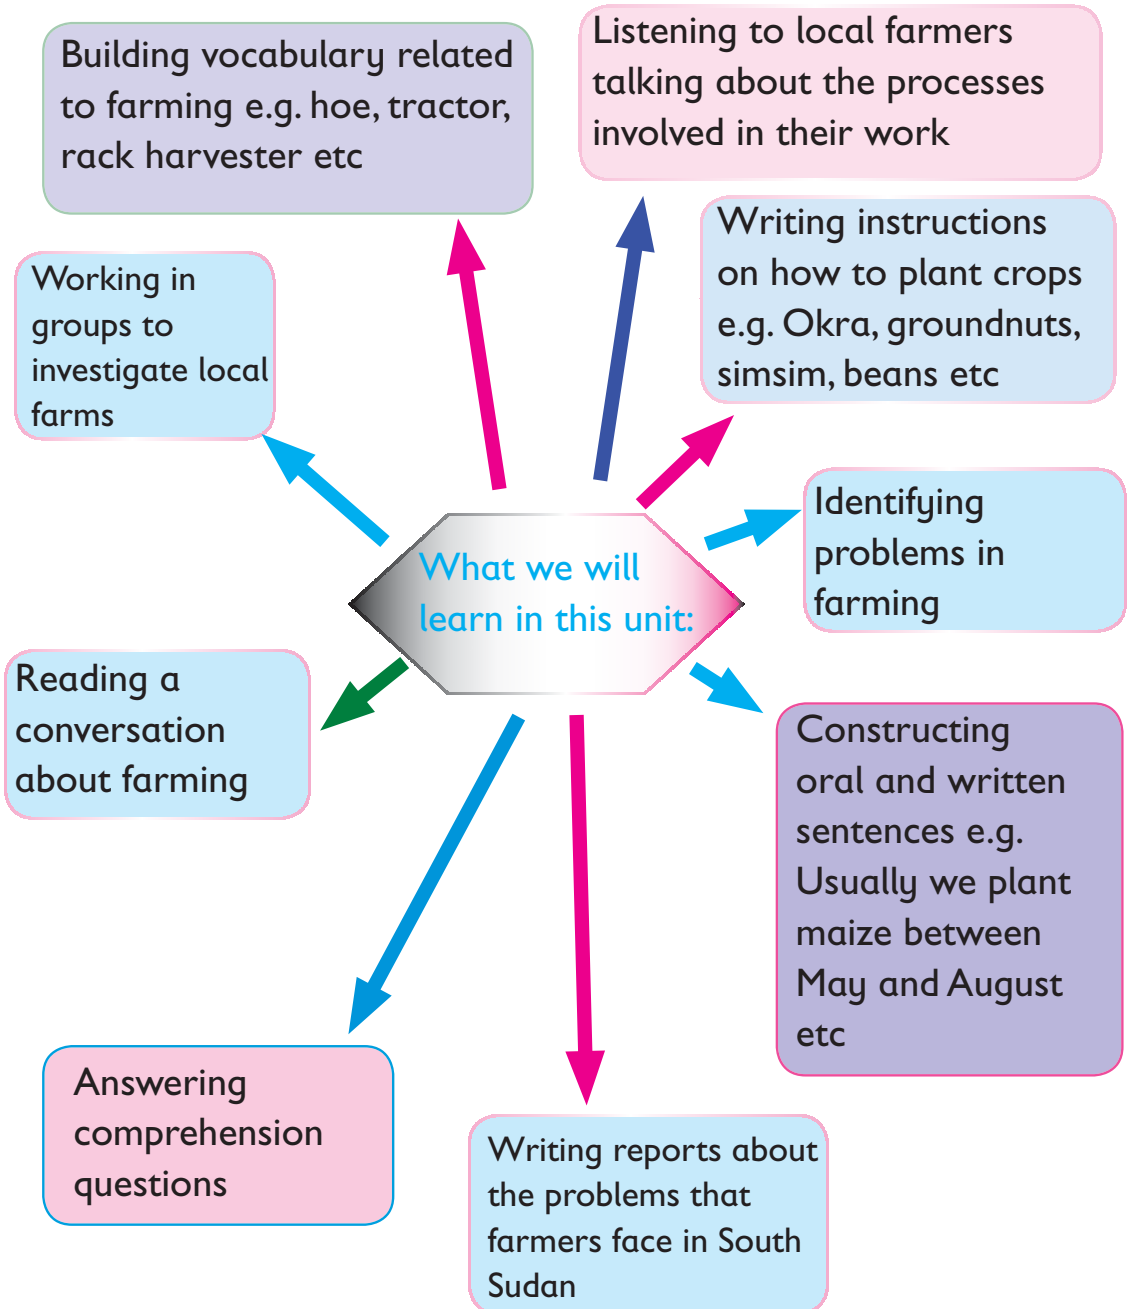 Building vocabulary related
to farming e.g. hoe, tractor,
rack harvester etc
Listening to local farmers
talking about the processes
involved in their work
Writing instructions
on how to plant crops
e.g. Okra, groundnuts,
simsim, beans etc
Working in
groups to
investigate local
farms
Identifying
problems in
farming
What we will
learn in this unit:
Reading a
conversation
about farming
Constructing
oral and written
sentences e.g.
Usually we plant
maize between
May and August
etc
Answering
comprehension
questions
Writing reports about
the problems that
farmers face in South
Sudan